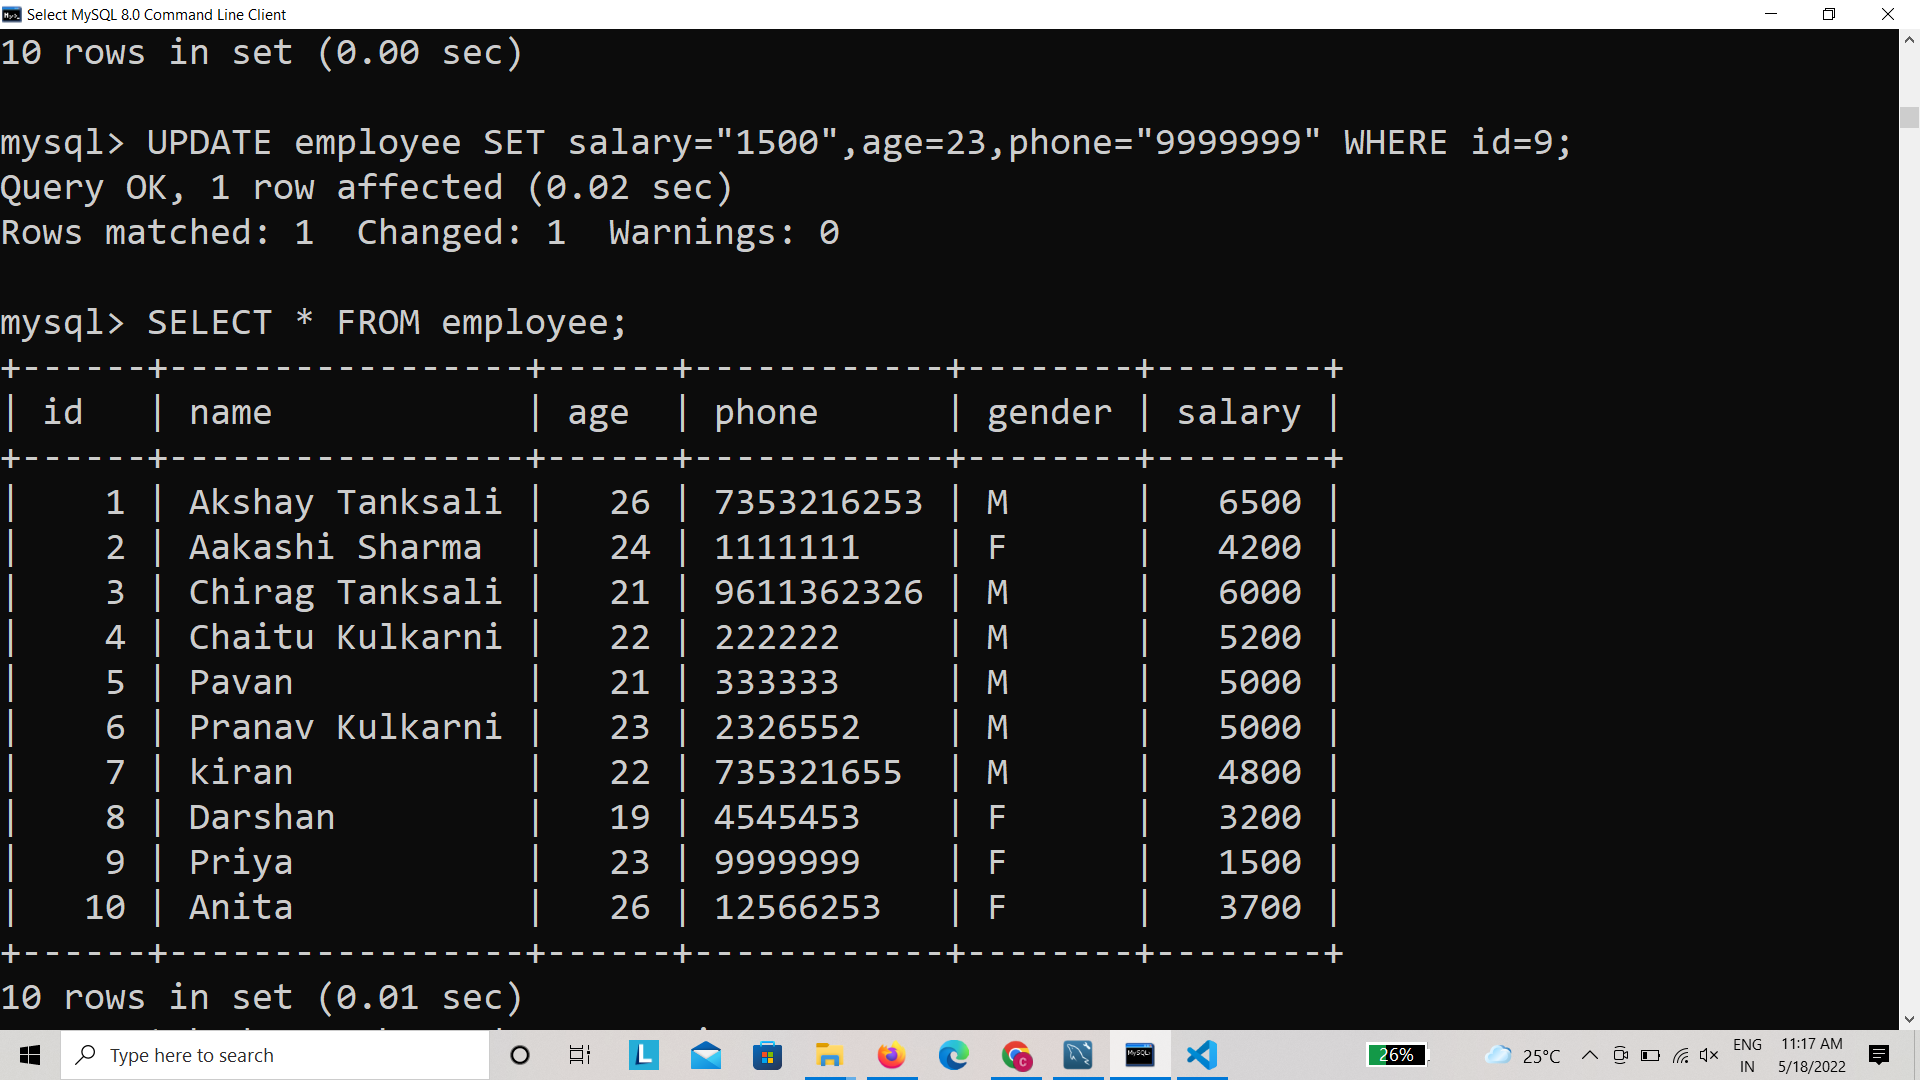 Select MySQL 8.0 Command Line Client
10 rows in set (0.00 sec)
mysql> UPDATE employee SET salary="1500",age=23,phone="9999999" WHERE id=9;
Query OK, 1 row affected (0.02 sec)
Rows matched: 1  Changed: 1  Warnings: 0
mysql> SELECT * FROM employee;
+------+-----------------+------+------------+--------+--------+
| id   | name            | age  | phone      | gender | salary |
+------+-----------------+------+------------+--------+--------+
|    1 | Akshay Tanksali |   26 | 7353216253 | M      |   6500 |
|    2 | Aakashi Sharma  |   24 | 1111111    | F      |   4200 |
|    3 | Chirag Tanksali |   21 | 9611362326 | M      |   6000 |
|    4 | Chaitu Kulkarni |   22 | 222222     | M      |   5200 |
|    5 | Pavan           |   21 | 333333     | M      |   5000 |
|    6 | Pranav Kulkarni |   23 | 2326552    | M      |   5000 |
|    7 | kiran           |   22 | 735321655  | M      |   4800 |
|    8 | Darshan         |   19 | 4545453    | F      |   3200 |
|    9 | Priya           |   23 | 9999999    | F      |   1500 |
|   10 | Anita           |   26 | 12566253   | F      |   3700 |
+------+-----------------+------+------------+--------+--------+
10 rows in set (0.01 sec)
Type here to search
L
MySQL
26%
25°C
ENG
IN
11:17 AM
5/18/2022